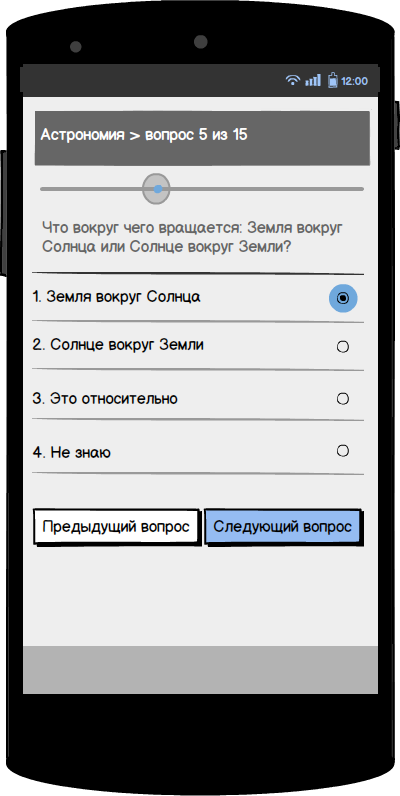 12:00
Астрономия > вопрос 5 из 15
Что вокруг чего вращается: Земля вокруг
Солнца или Солнце вокруг Земли?
1. Земля вокруг Солнца
2. Солнце вокруг Земли
3. Это относительно
4. Не знаю
Предыдущий вопрос Следующий вопрос